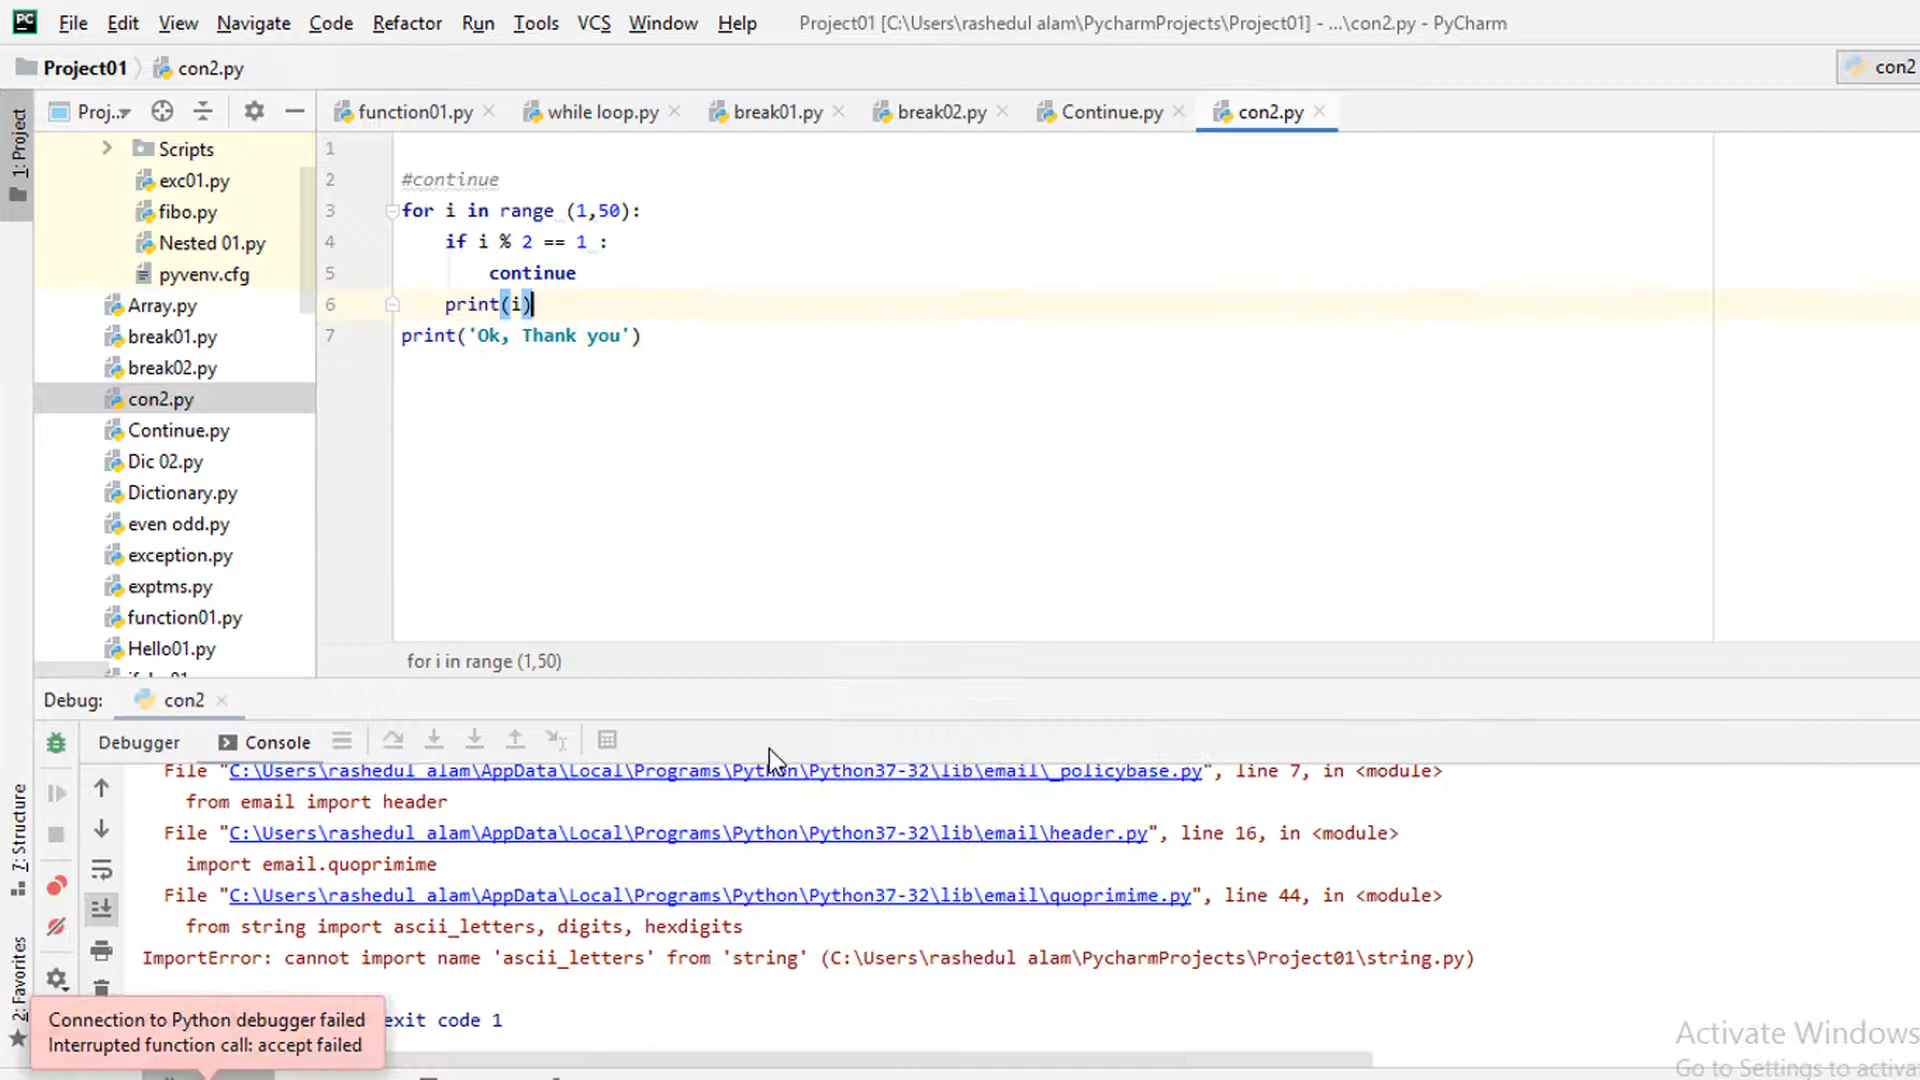 File Edit View Navigate Code Refactor Run Tools VCS Window Help Project01 [C:\Users\rashedul alam\PycharmProjects\Project01] - ...\con2.py - PyCharm
Project01 con2.py con2
1: Project
Proj..
function01.py while loop.py break01.py break02.py Continue.py con2.py
Scripts
exc01.py
fibo.py
Nested 01.py
pyvenv.cfg
Array.py
break01.py
break02.py
con2.py
Continue.py
Dic 02.py
Dictionary.py
even odd.py
exception.py
exptms.py
function01.py
Hello01.py
1
2 #continue
3 for i in range (1,50):
4 if i % 2 == 1 :
5 continue
6 print(i)
7 print('Ok, Thank you')
for i in range (1,50)
Debug: con2
Debugger Console
7: Structure
2: Favorites
File "C:\Users\rashedul alam\AppData\Local\Programs\Python\Python37-32\lib\email\_policybase.py", line 7, in <module>
from email import header
File "C:\Users\rashedul alam\AppData\Local\Programs\Python\Python37-32\lib\email\header.py", line 16, in <module>
import email.quoprimime
File "C:\Users\rashedul alam\AppData\Local\Programs\Python\Python37-32\lib\email\quoprimime.py", line 44, in <module>
from string import ascii_letters, digits, hexdigits
ImportError: cannot import name 'ascii_letters' from 'string' (C:\Users\rashedul alam\PycharmProjects\Project01\string.py)
exit code 1
Connection to Python debugger failed
Interrupted function call: accept failed
Activate Windows
Go to Settings to activa